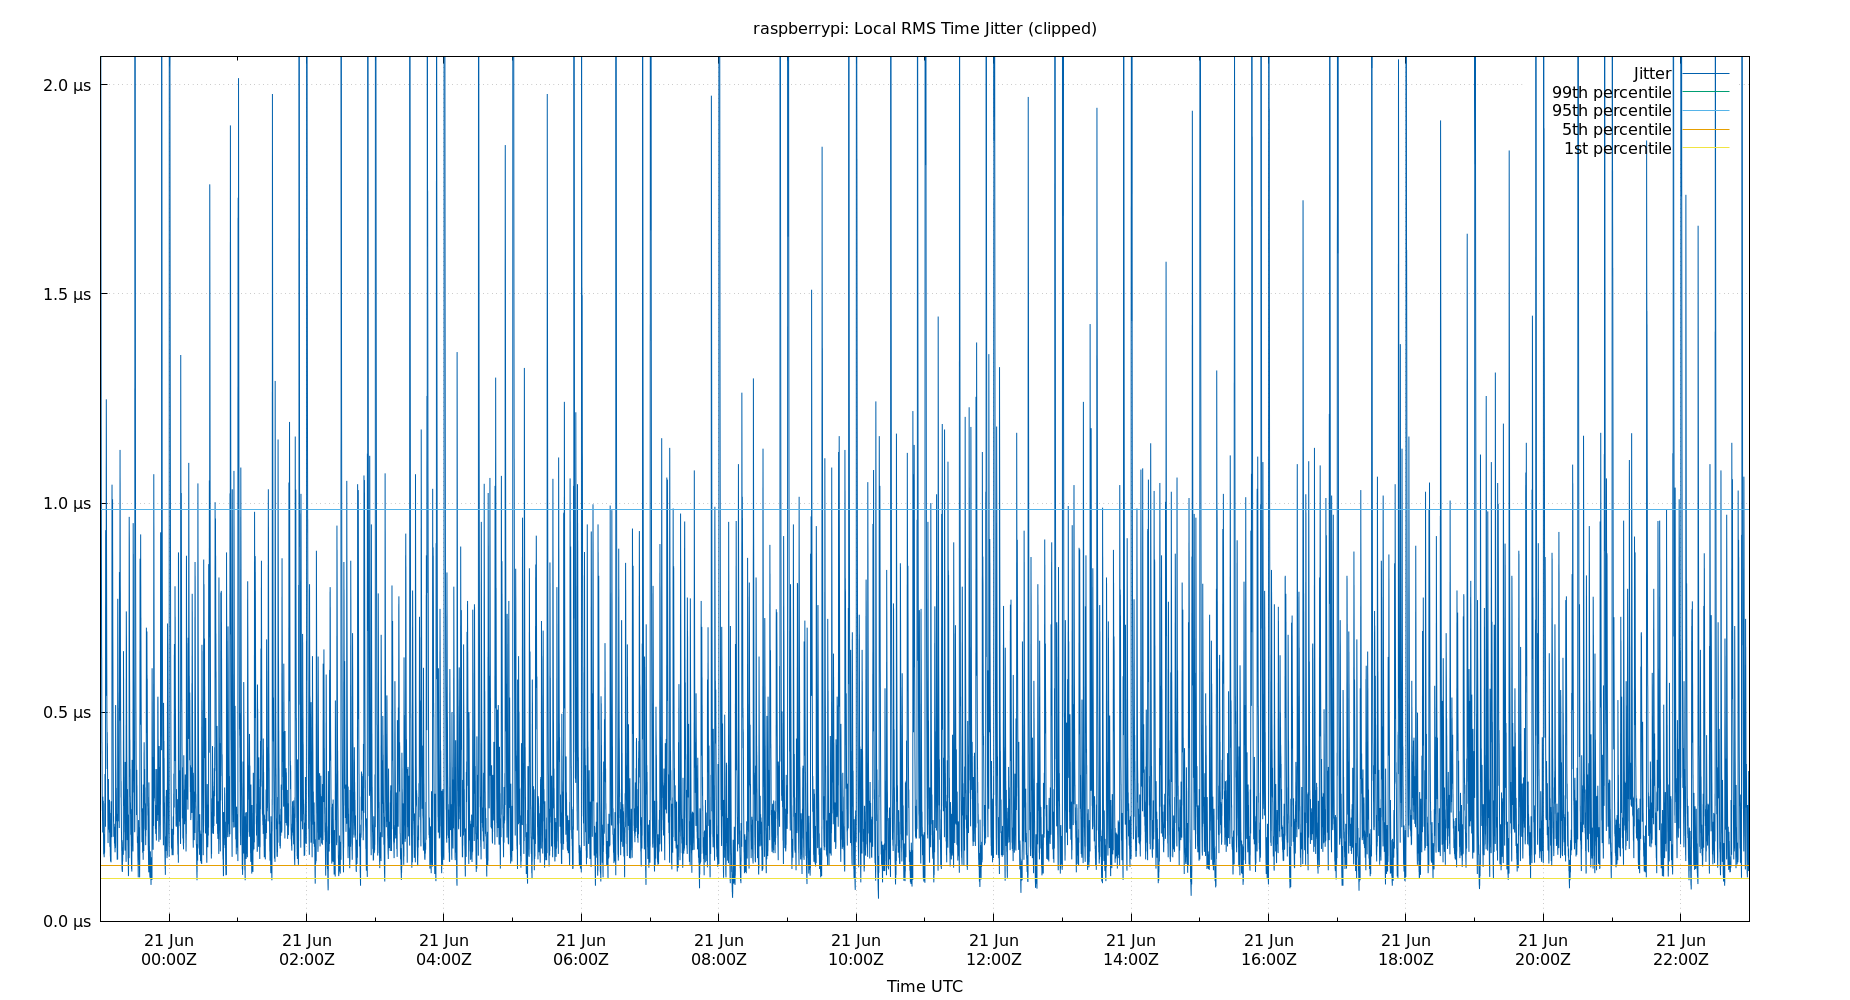 raspberrypi: Local RMS Time Jitter (clipped)
2.0 µs
1.5 µs
1.0 µs
0.5 µs
0.0 µs
Jitter
99th percentile
95th percentile
5th percentile
1st percentile
21 Jun 21 Jun 21 Jun 21 Jun 21 Jun 21 Jun 21 Jun 21 Jun 21 Jun 21 Jun 21 Jun 21 Jun
00:00Z 02:00Z 04:00Z 06:00Z 08:00Z 10:00Z 12:00Z 14:00Z 16:00Z 18:00Z 20:00Z 22:00Z
Time UTC